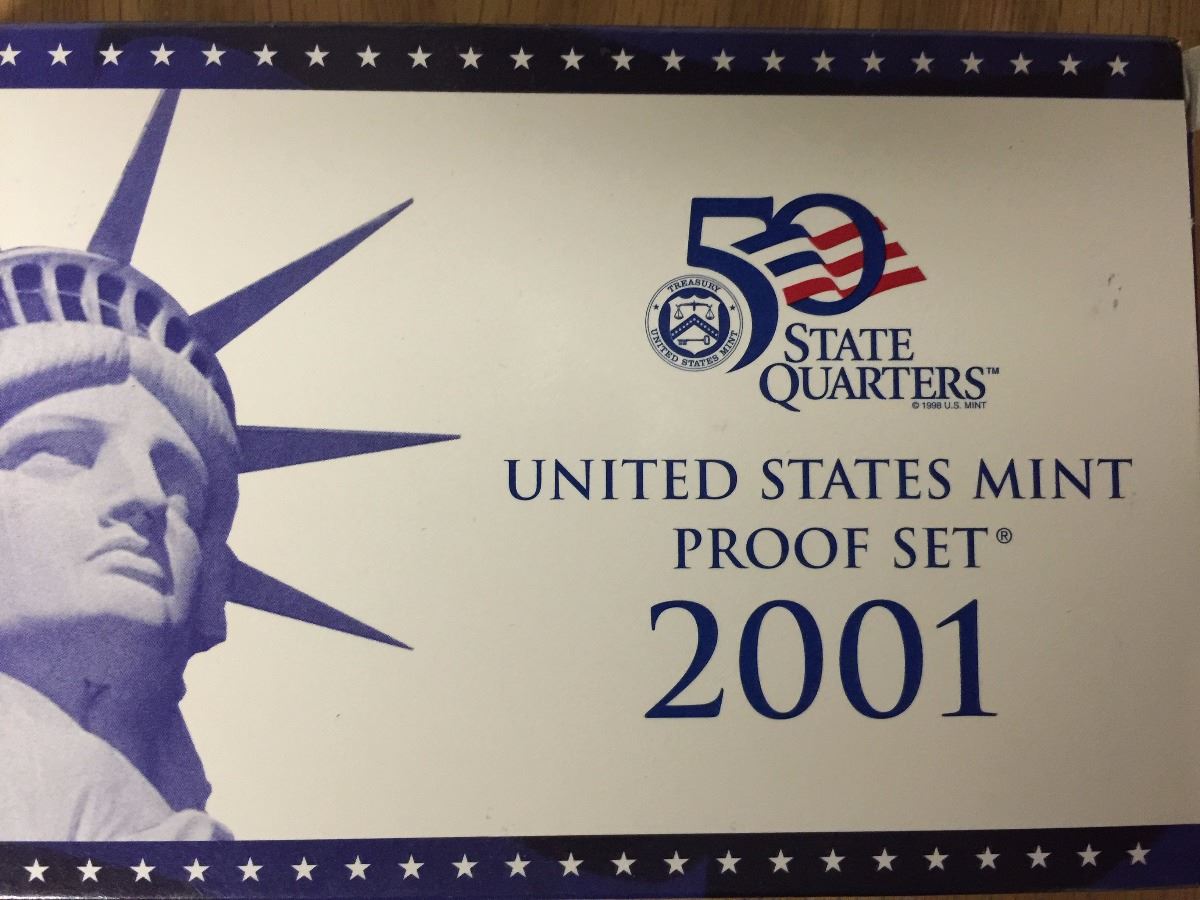 50
TREASURY
UNITED STATES MINT
STATE
QUARTERS™
© 1998 U.S. MINT
UNITED STATES MINT
PROOF SET®
2001